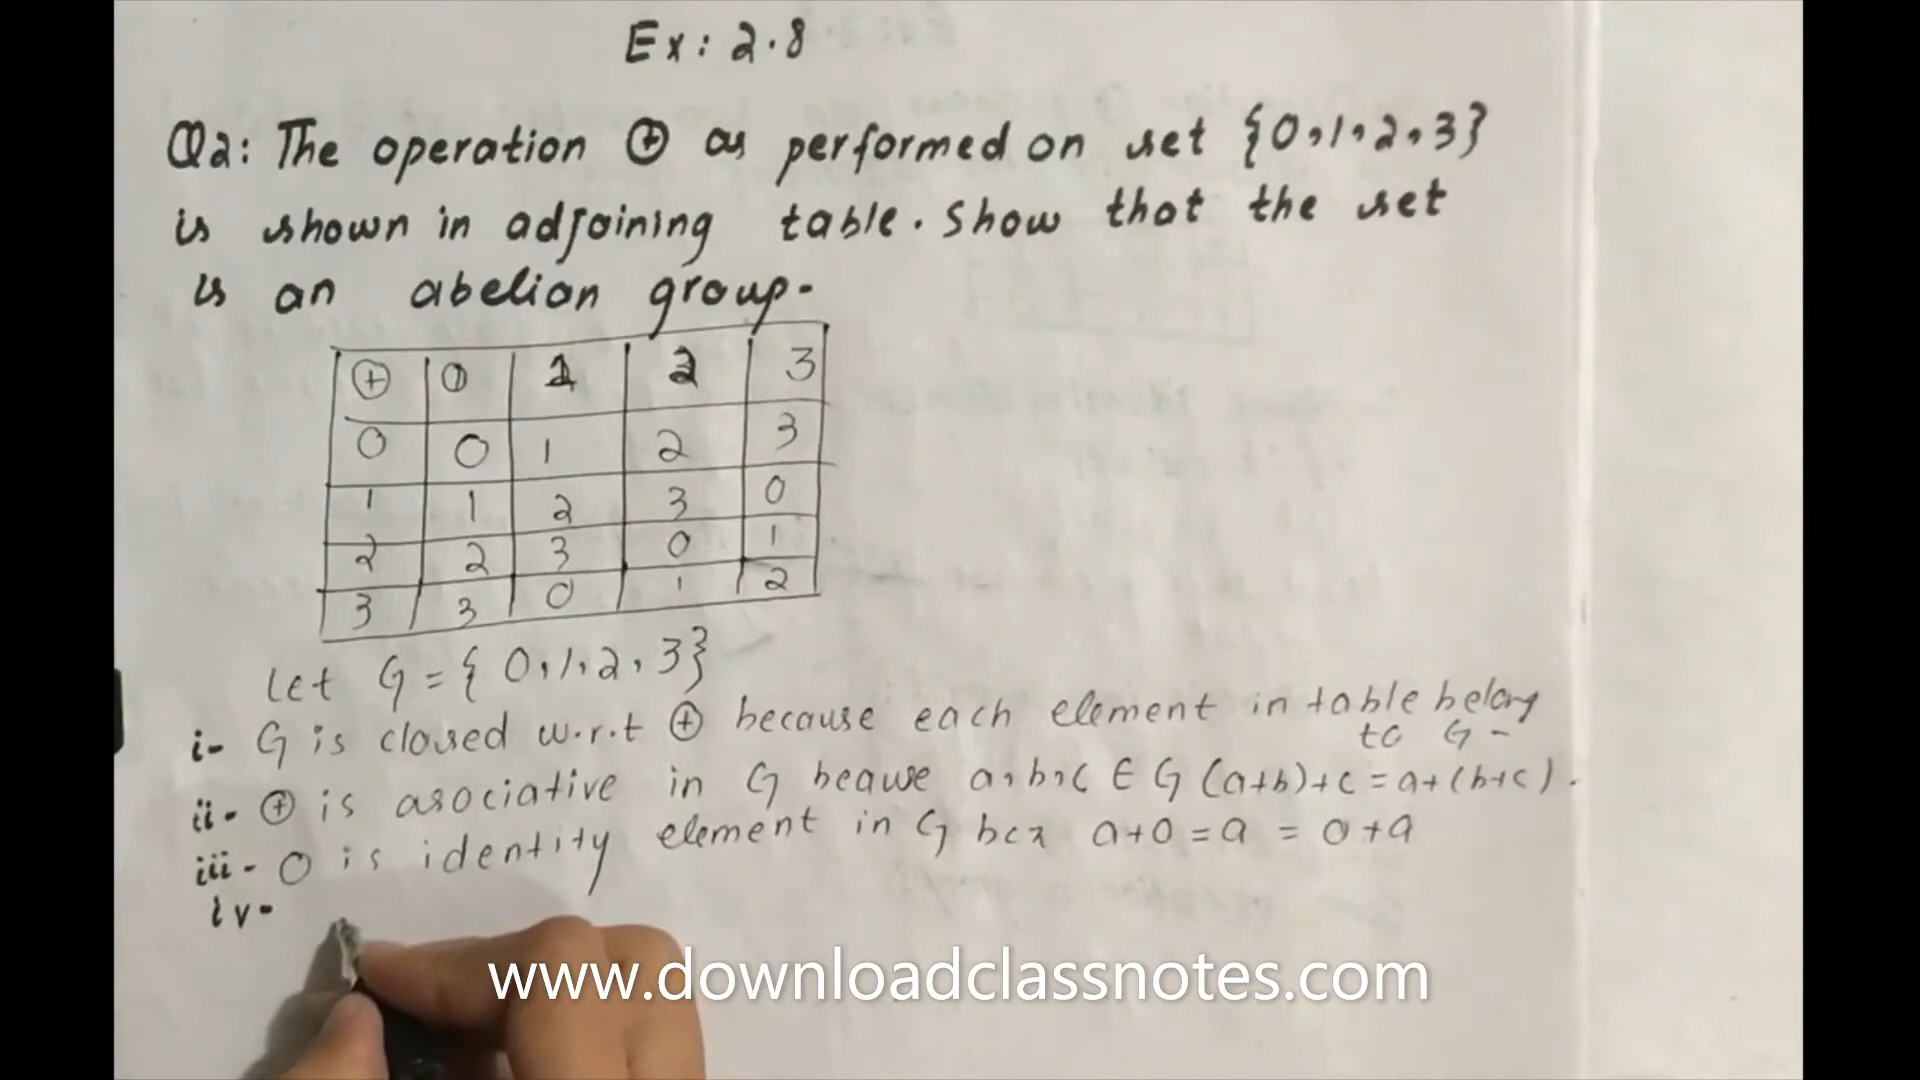 Ex: 2.8
Q2: The operation ⊕ as performed on set {0,1,2,3}
is shown in adjoining table. Show that the set
is an abelian group.
⊕ 0 1 2 3
0 0 1 2 3
1 1 2 3 0
2 2 3 0 1
3 3 0 1 2
Let G = { 0,1,2,3}
i- G is closed w.r.t ⊕ because each element in table belong
to G -
ii- ⊕ is asociative in G beause a,b,c ∈ G (a+b)+c = a+(b+c).
iii- 0 is identity element in G bcz a+0 = a = 0+a
iv-
www.downloadclassnotes.com